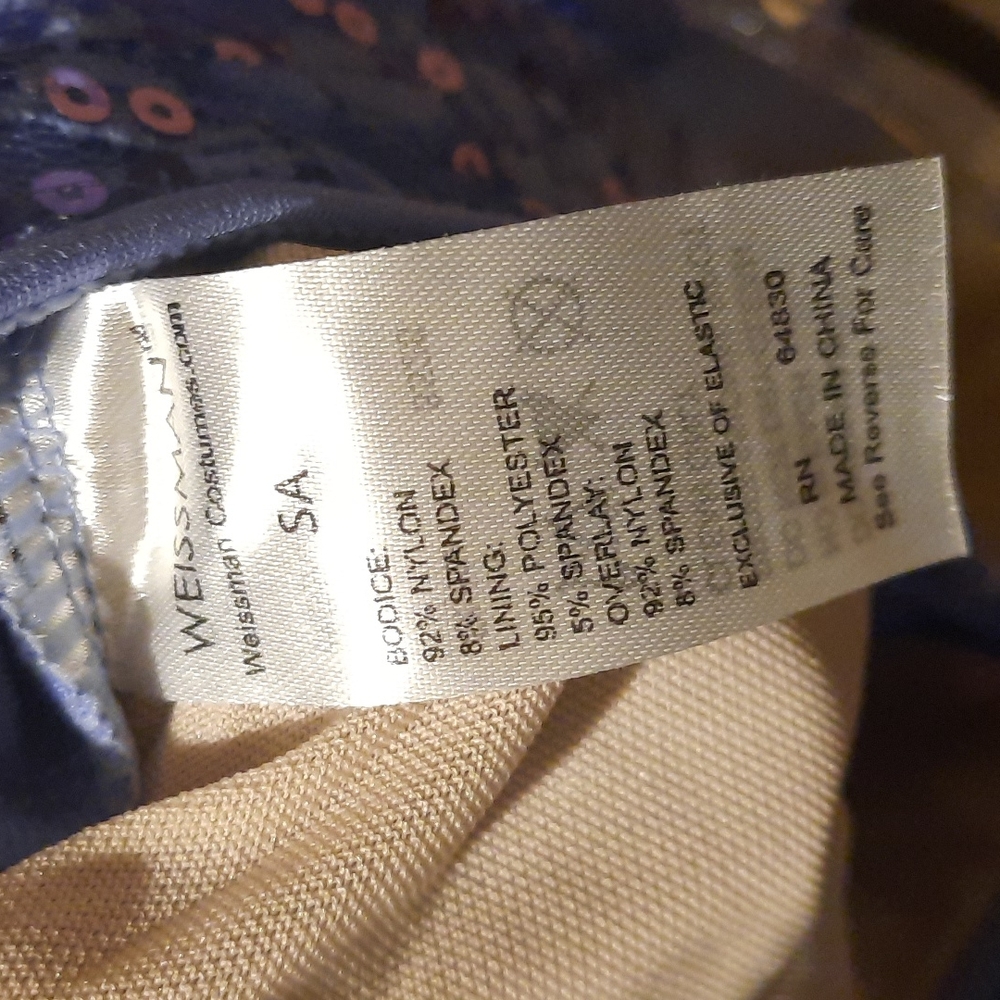 WEISSMAN™
Weissman Costumes.com
SA
BODICE:
92% NYLON
8% SPANDEX
LINING:
95% POLYESTER
5% SPANDEX
OVERLAY:
92% NYLON
8% SPANDEX
EXCLUSIVE OF ELASTIC
RN 64830
MADE IN CHINA
See Reverse For Care